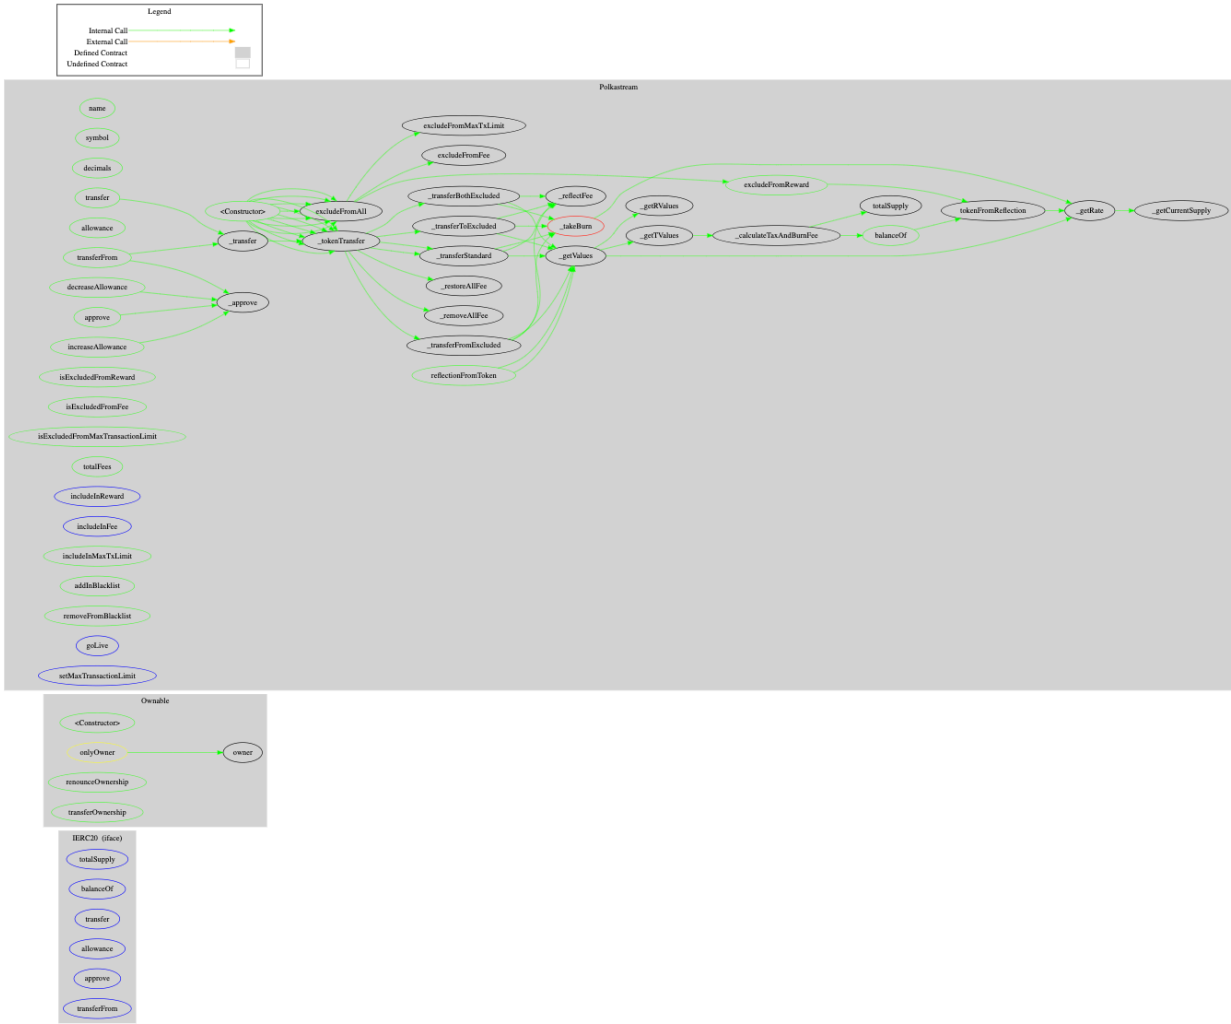 Legend
Internal Call
External Call
Defined Contract
Undefined Contract
Polkastream
name
symbol
decimals
transfer
allowance
transferFrom
decreaseAllowance
approve
increaseAllowance
isExcludedFromReward
isExcludedFromFee
isExcludedFromMaxTransactionLimit
totalFees
includeInReward
includeInFee
includeInMaxTxLimit
addInBlacklist
removeFromBlacklist
goLive
setMaxTransactionLimit
<Constructor>
_transfer
_approve
excludeFromAll
_tokenTransfer
excludeFromMaxTxLimit
excludeFromFee
_transferBothExcluded
_transferToExcluded
_transferStandard
_restoreAllFee
_removeAllFee
_transferFromExcluded
reflectionFromToken
_reflectFee
_takeBurn
_getValues
_getRValues
_getTValues
excludeFromReward
_calculateTaxAndBurnFee
totalSupply
balanceOf
tokenFromReflection
_getRate
_getCurrentSupply
Ownable
<Constructor>
onlyOwner
owner
renounceOwnership
transferOwnership
IERC20 (iface)
totalSupply
balanceOf
transfer
allowance
approve
transferFrom